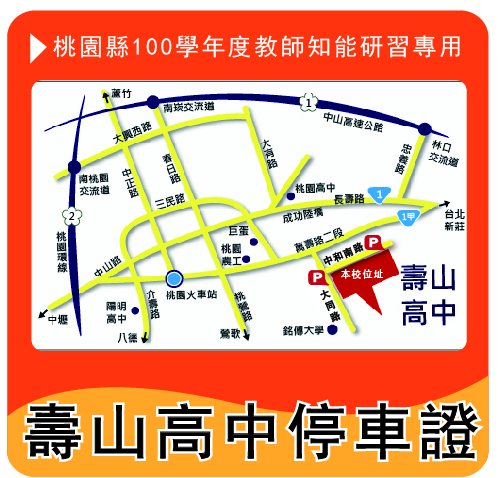 桃園縣100學年度教師知能研習專用
蘆竹
南崁交流道
1
中山高速公路
林口
交流道
大興西路
忠義路
中正路
春日路
大有路
南桃園
交流道
桃園高中
長壽路
1
三民路
成功陸橋
1甲
台北
新莊
2
桃園環線
巨蛋
桃園
農工
萬壽路二段
中和南路
P
中山路
P
本校位址
壽山
高中
桃園火車站
陽明
高中
介壽路
桃鶯路
大同路
中壢
八德
鶯歌
銘傳大學
壽山高中停車證